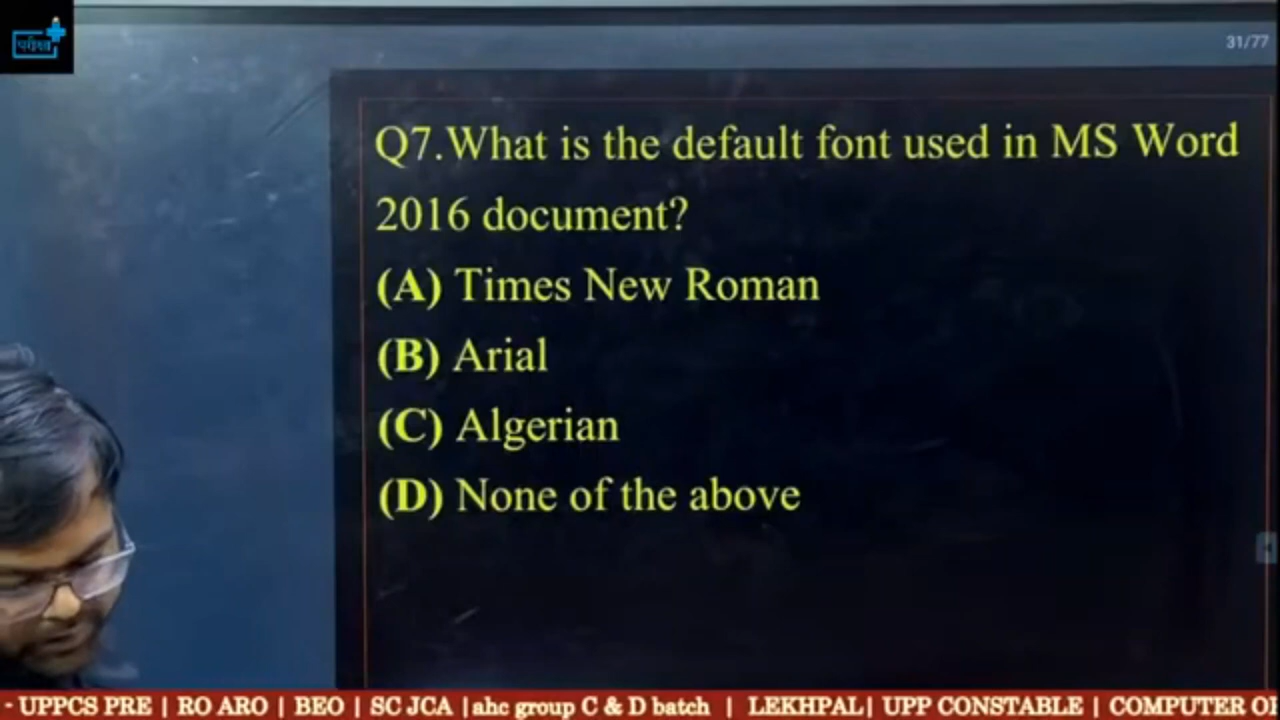 परीक्षा
31/77
Q7.What is the default font used in MS Word
2016 document?
(A) Times New Roman
(B) Arial
(C) Algerian
(D) None of the above
- UPPCS PRE | RO ARO | BEO | SC JCA |ahc group C & D batch | LEKHPAL| UPP CONSTABLE | COMPUTER